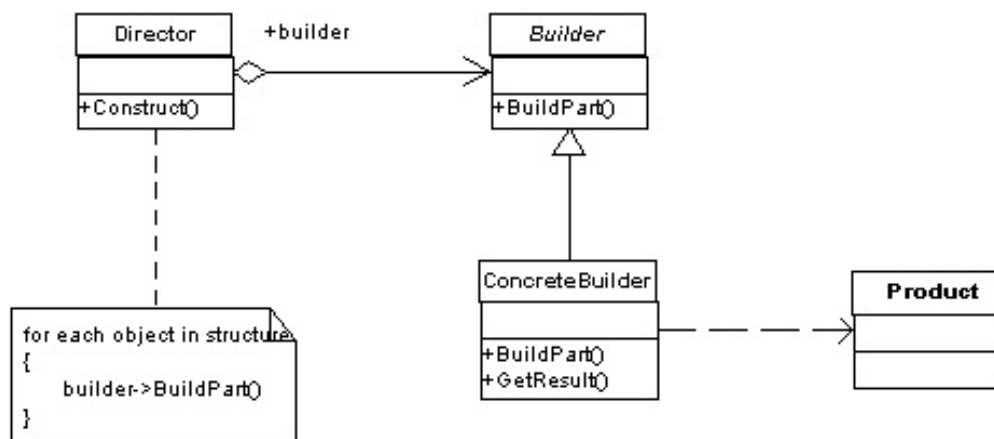 Director
+builder
Builder
+Construct()
+BuildPart()
ConcreteBuilder
Product
+BuildPart()
+GetResult()
for each object in structure
{
builder->BuildPart()
}